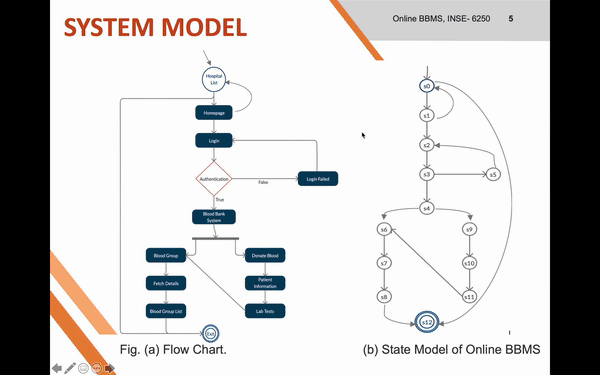 SYSTEM MODEL
Online BBMS, INSE- 6250 5
Hospital
List
Homepage
Login
Authentication
False
Login Failed
True
Blood Bank
System
Blood Group
Donate Blood
Fetch Details
Patient
Information
Blood Group List
Lab Tests
Exit
Fig. (a) Flow Chart.
s0
s1
s2
s3
s5
s4
s6
s9
s7
s10
s8
s11
s12
(b) State Model of Online BBMS